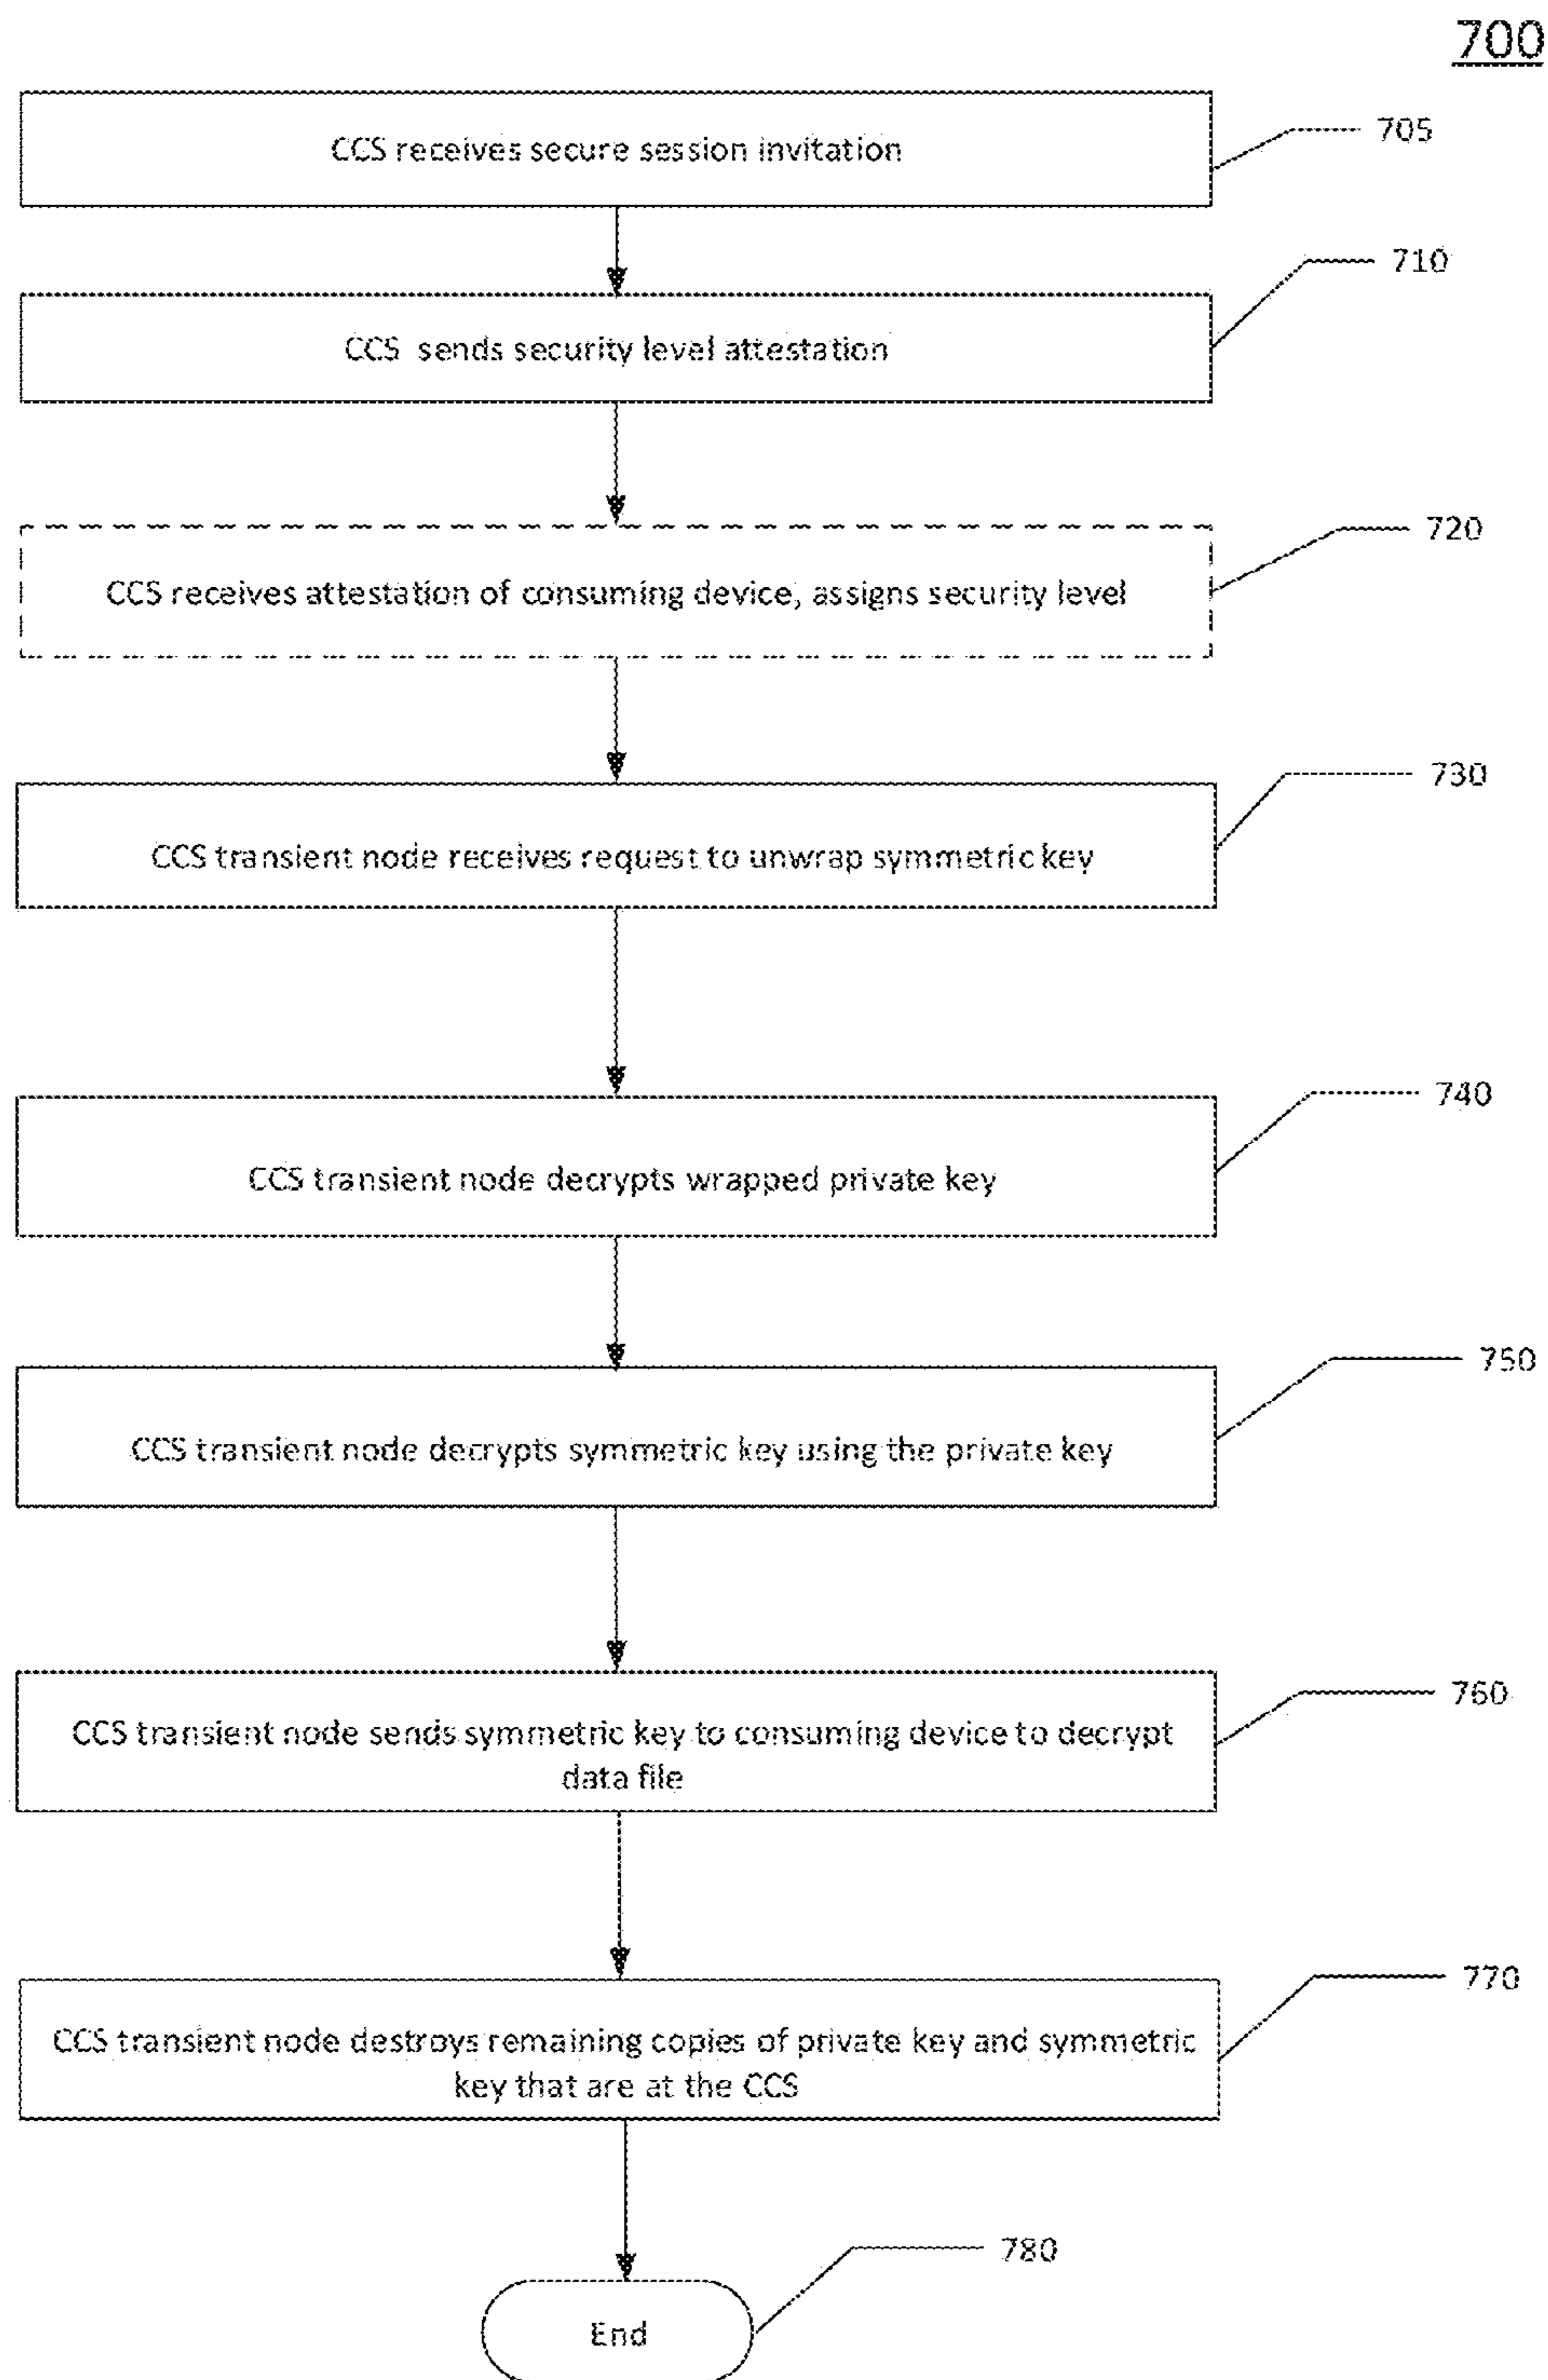 700
CCS receives secure session invitation
705
CCS sends security level attestation
710
CCS receives attestation of consuming device, assigns security level
720
CCS transient node receives request to unwrap symmetric key
730
CCS transient node decrypts wrapped private key
740
CCS transient node decrypts symmetric key using the private key
750
CCS transient node sends symmetric key to consuming device to decrypt
data file
760
CCS transient node destroys remaining copies of private key and symmetric
key that are at the CCS
770
End
780